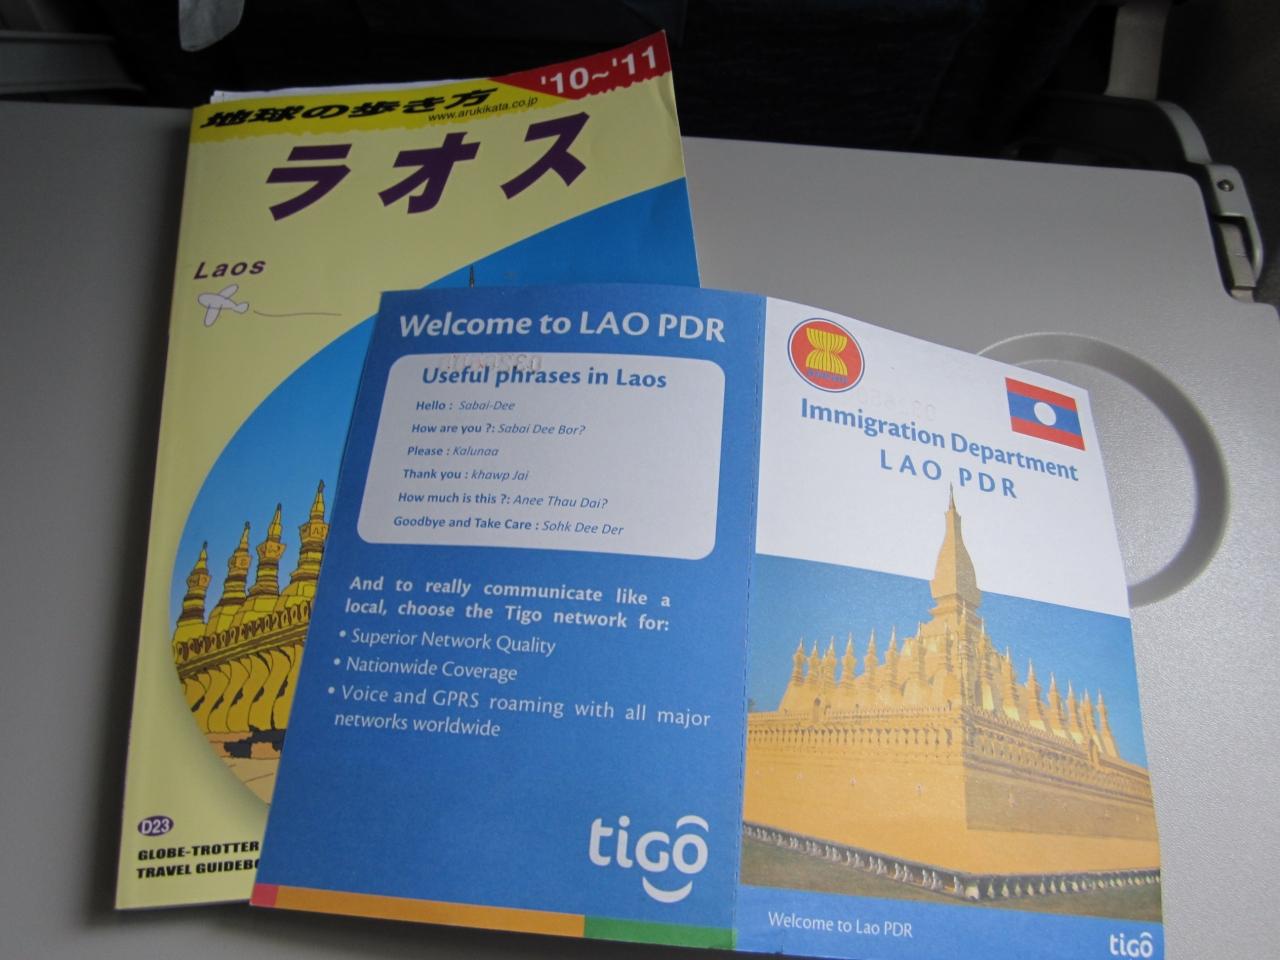 '10~'11
地球の歩き方
www.arukikata.co.jp
ラオス
Laos
D23
GLOBE-TROTTER
TRAVEL GUIDEBO
Welcome to LAO PDR
Useful phrases in Laos
Hello : Sabai-Dee
How are you ?: Sabai Dee Bor?
Please : Kalunaa
Thank you : khawp Jai
How much is this ?: Anee Thau Dai?
Goodbye and Take Care : Sohk Dee Der
And to really communicate like a
local, choose the Tigo network for:
• Superior Network Quality
• Nationwide Coverage
• Voice and GPRS roaming with all major
networks worldwide
tigo
Immigration Department
LAO PDR
Welcome to Lao PDR
tigo